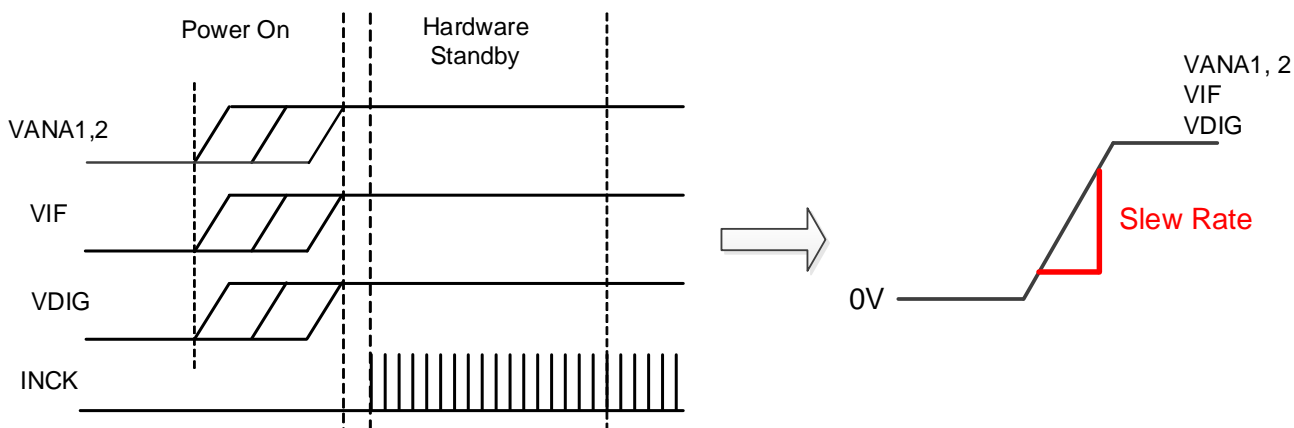 Power On
Hardware
Standby
VANA1,2
VIF
VDIG
INCK
VANA1, 2
VIF
VDIG
Slew Rate
0V